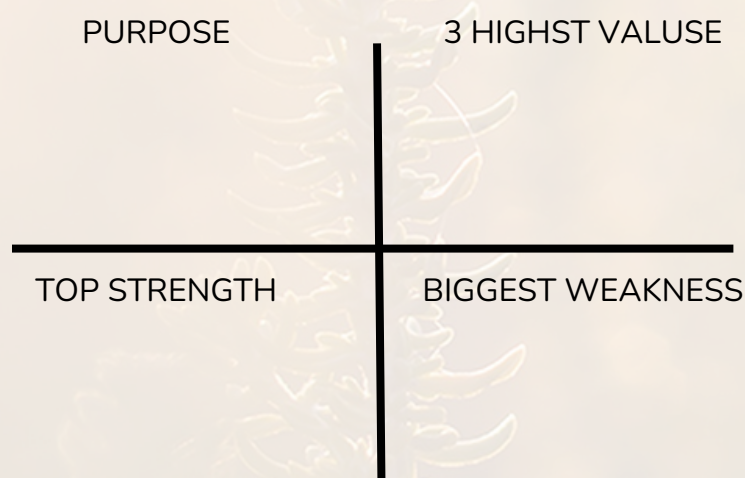 PURPOSE
3 HIGHST VALUSE
TOP STRENGTH
BIGGEST WEAKNESS